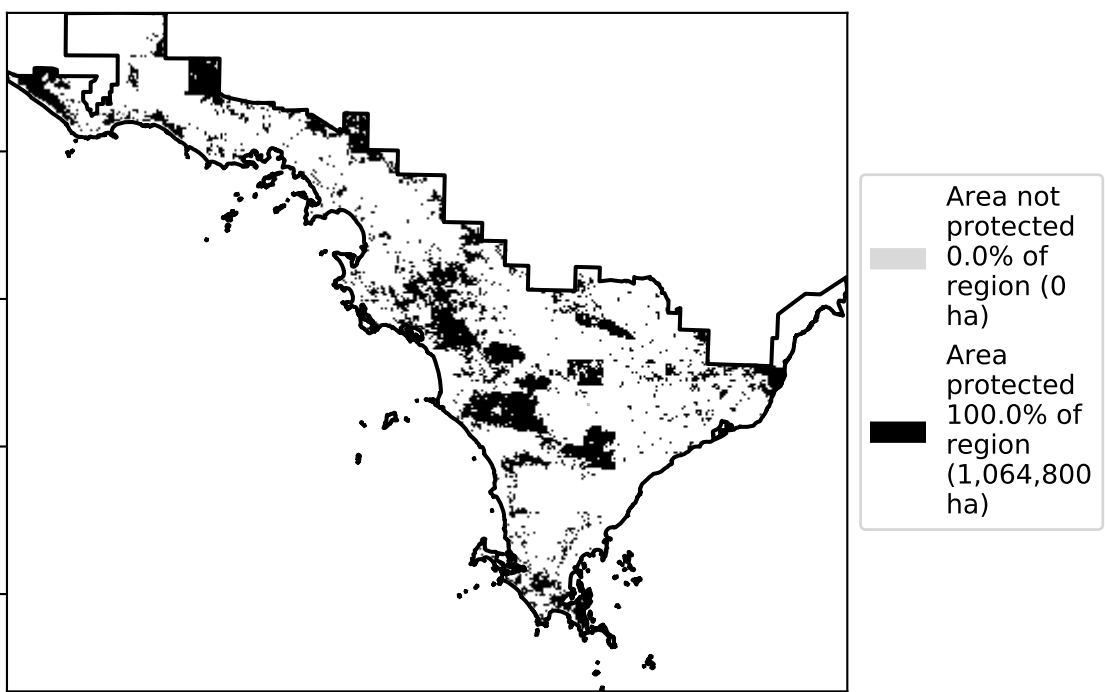 Area not
protected
0.0% of
region (0
ha)
Area
protected
100.0% of
region
(1,064,800
ha)